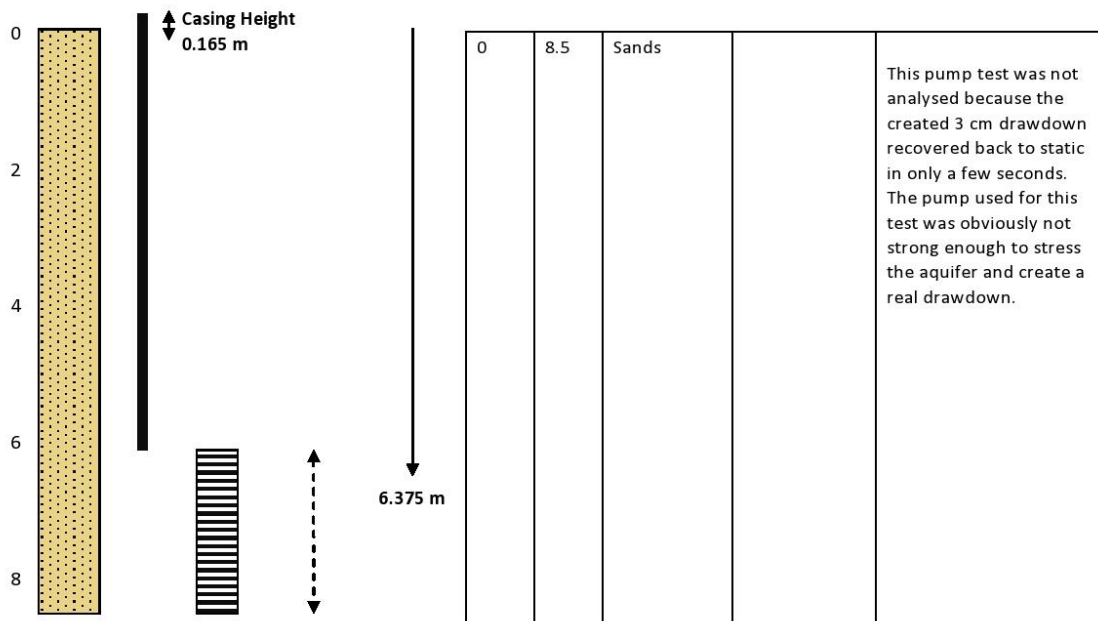 Casing Height
0.165 m
0
2
4
6
8
6.375 m
0 8.5 Sands
This pump test was not
analysed because the
created 3 cm drawdown
recovered back to static
in only a few seconds.
The pump used for this
test was obviously not
strong enough to stress
the aquifer and create a
real drawdown.